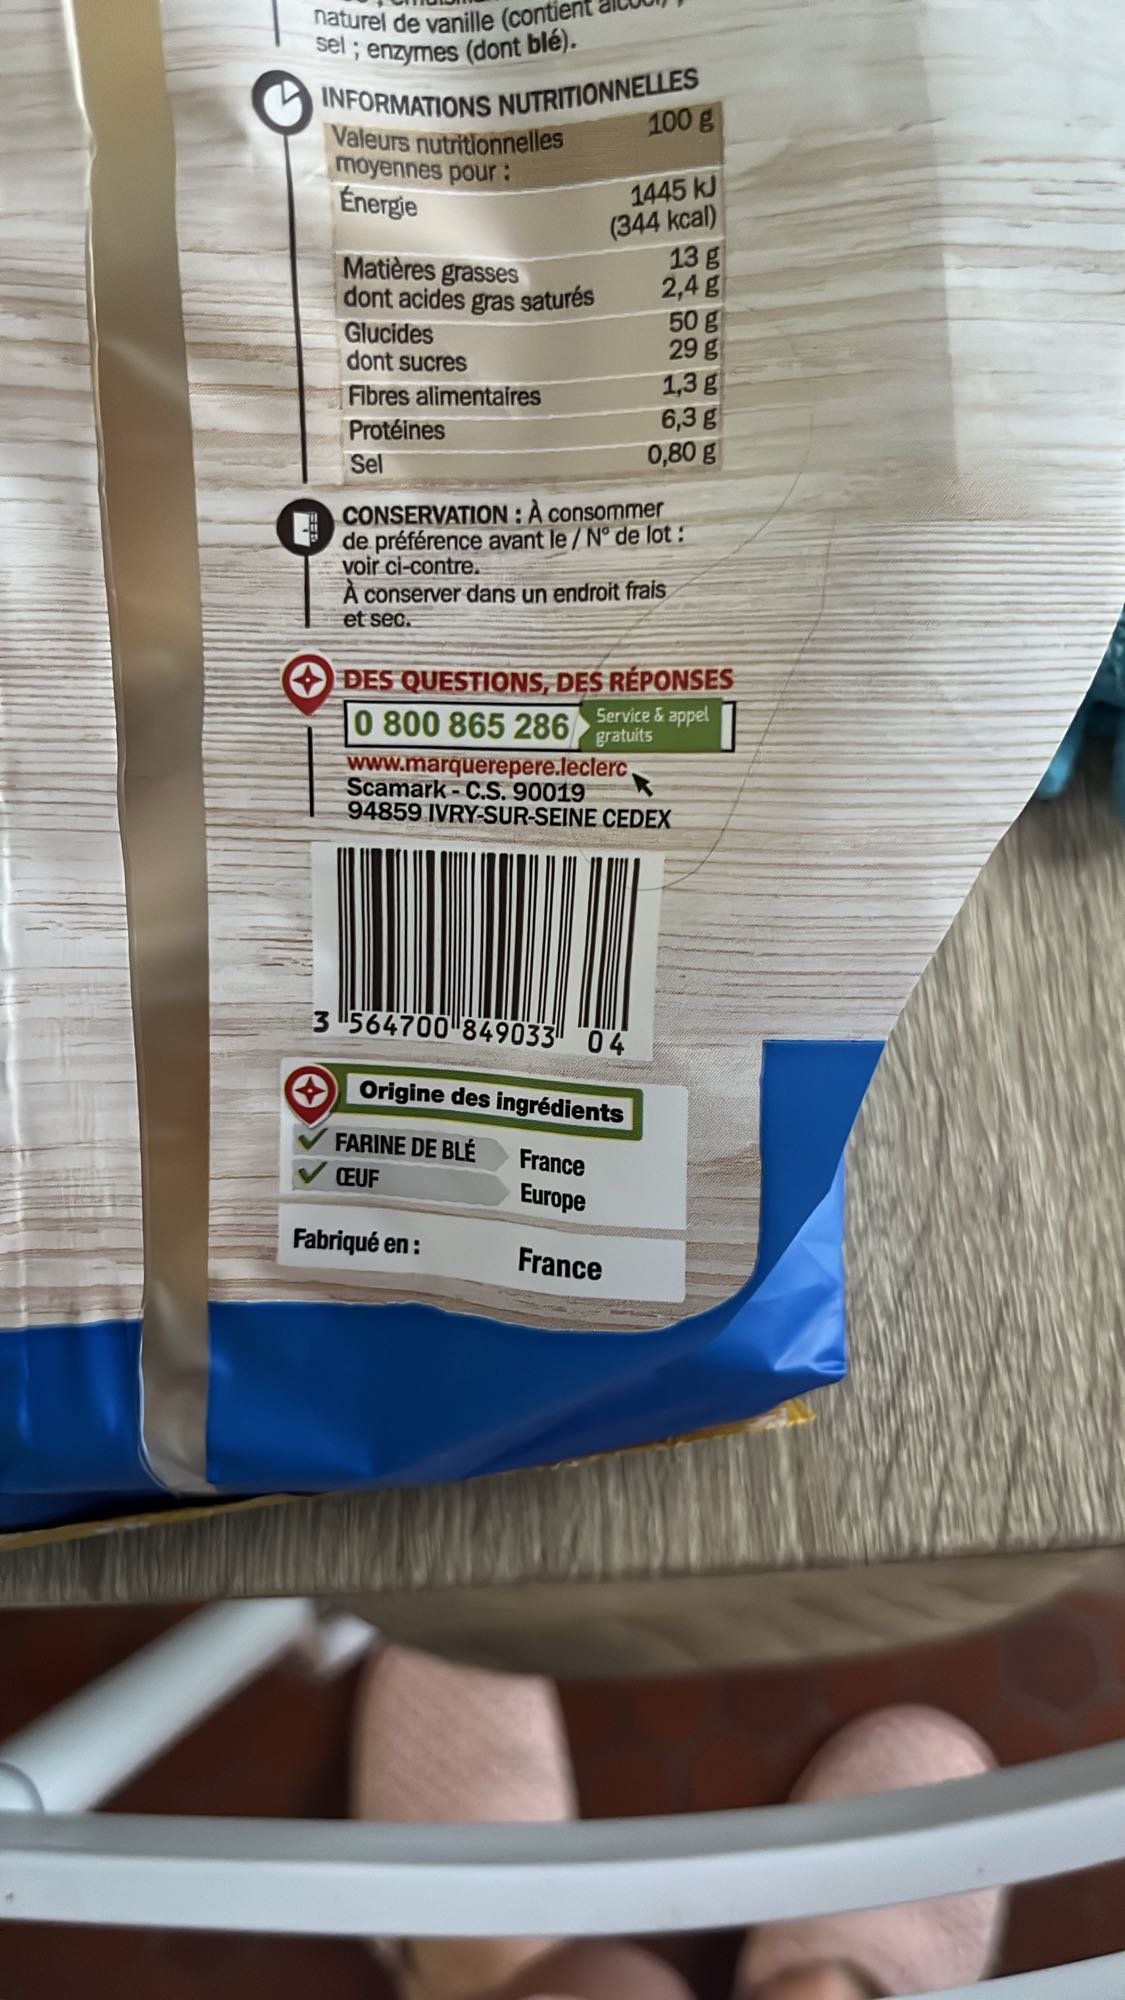 naturel de vanille (contient
sel ; enzymes (dont blé).
INFORMATIONS NUTRITIONNELLES
Valeurs nutritionnelles moyennes pour : 100 g
Énergie 1445 kJ
(344 kcal)
Matières grasses 13 g
dont acides gras saturés 2,4 g
Glucides 50 g
dont sucres 29 g
Fibres alimentaires 1,3 g
Protéines 6,3 g
Sel 0,80 g
CONSERVATION : À consommer
de préférence avant le / N° de lot :
voir ci-contre.
À conserver dans un endroit frais
et sec.
DES QUESTIONS, DES RÉPONSES
0 800 865 286 Service & appel
gratuits
www.marquerepere.leclerc
Scamark - C.S. 90019
94859 IVRY-SUR-SEINE CEDEX
3 564700 849033 04
Origine des ingrédients
FARINE DE BLÉ France
ŒUF Europe
Fabriqué en : France